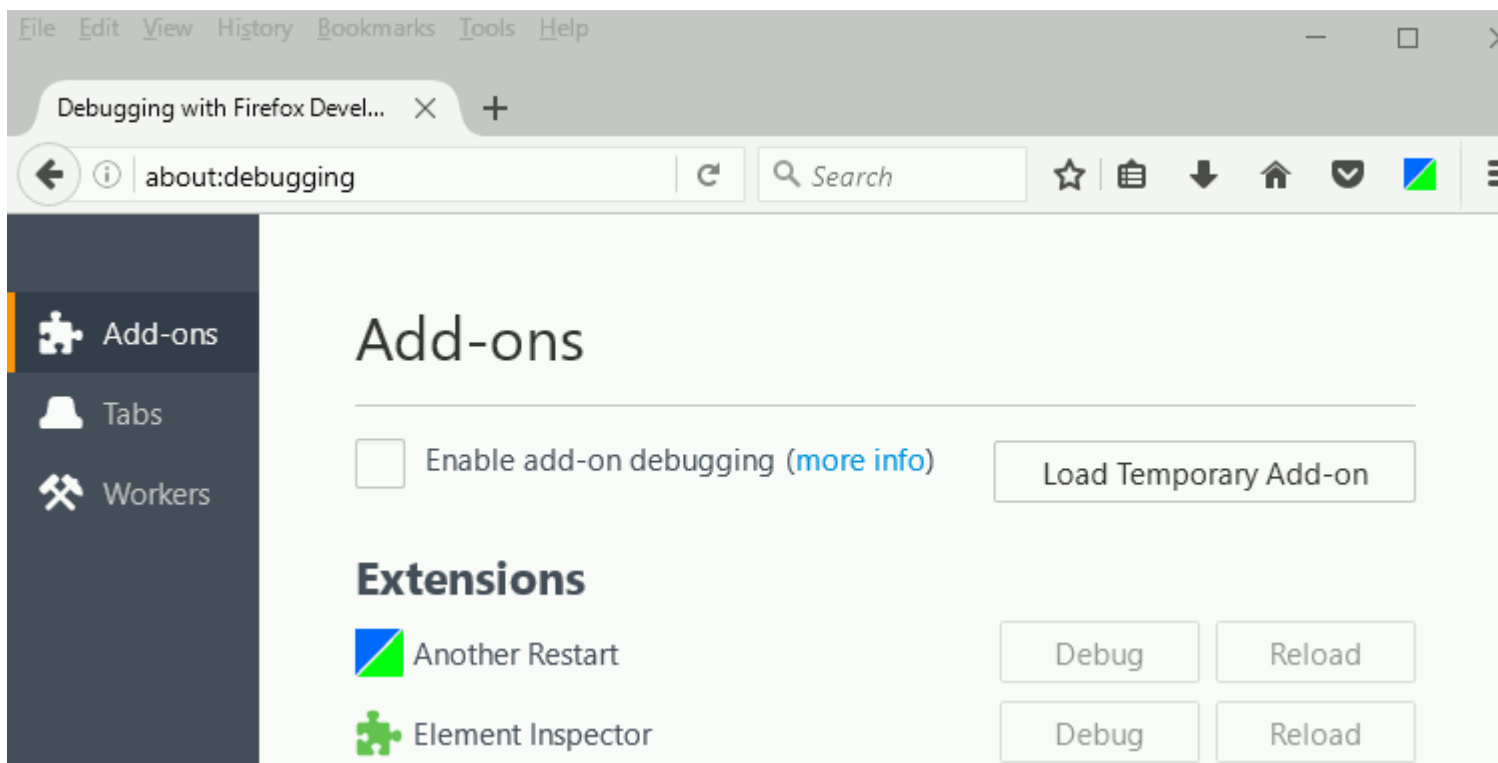 File Edit View History Bookmarks Tools Help
Debugging with Firefox Devel...
about:debugging
Search
Add-ons
Tabs
Workers
Add-ons
Enable add-on debugging (more info)
Load Temporary Add-on
Extensions
Another Restart Debug Reload
Element Inspector Debug Reload